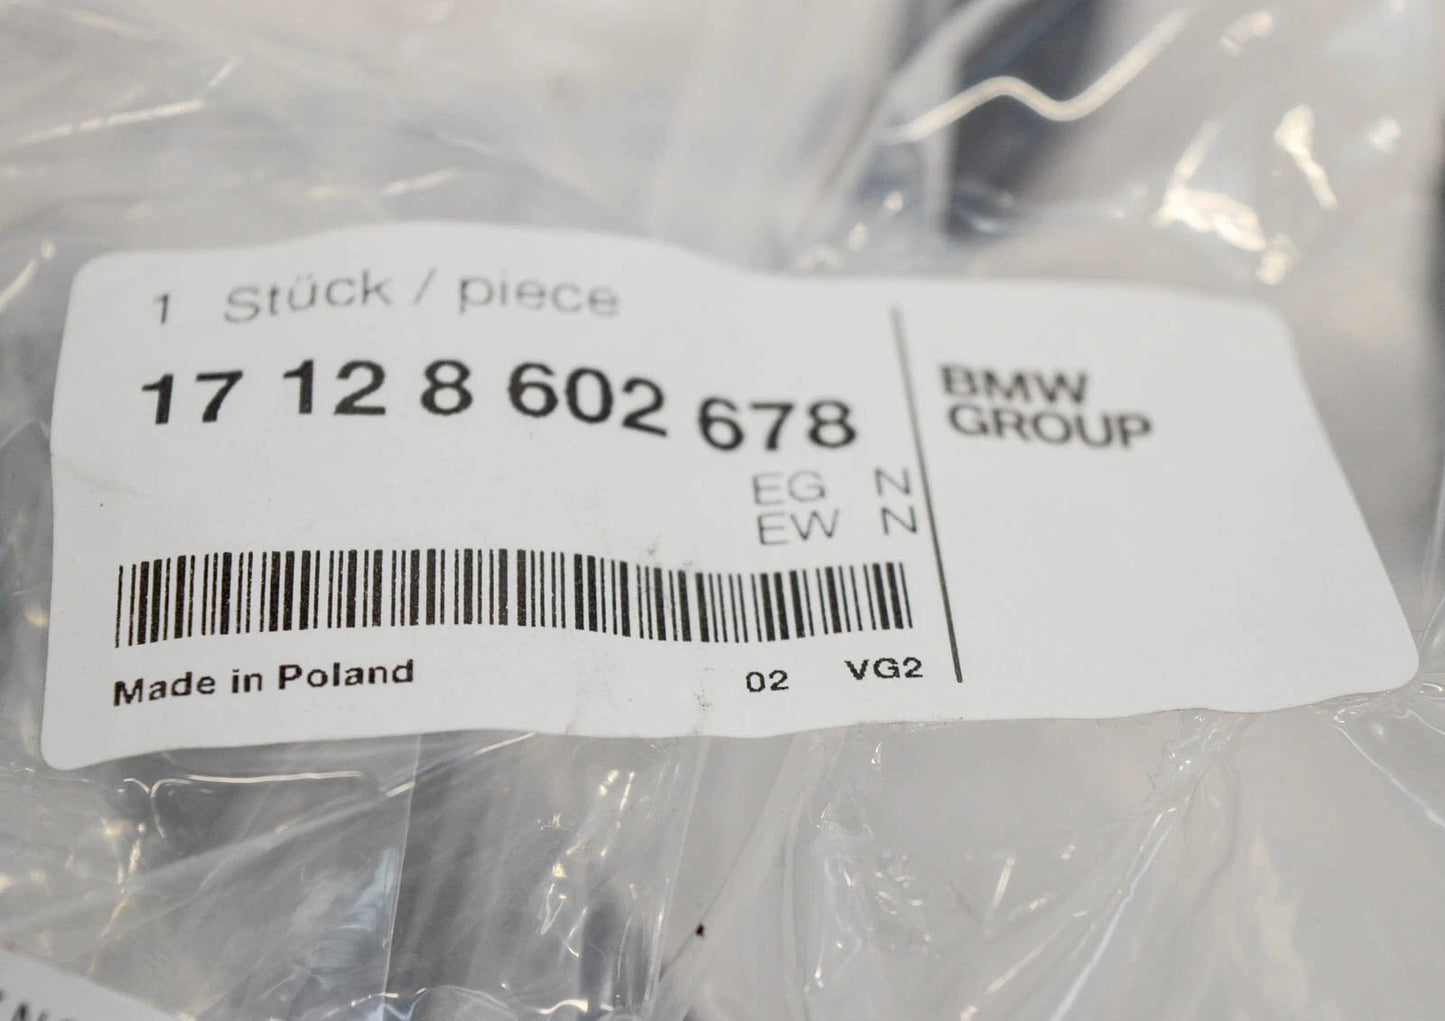 1 Stück / piece
17 12 8 602 678
EG N
EW N
Made in Poland 02 VG2
BMW
GROUP